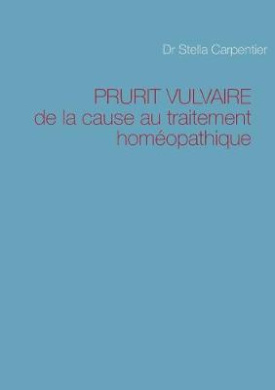 Dr Stella Carpentier
PRURIT VULVAIRE
de la cause au traitement
homéopathique